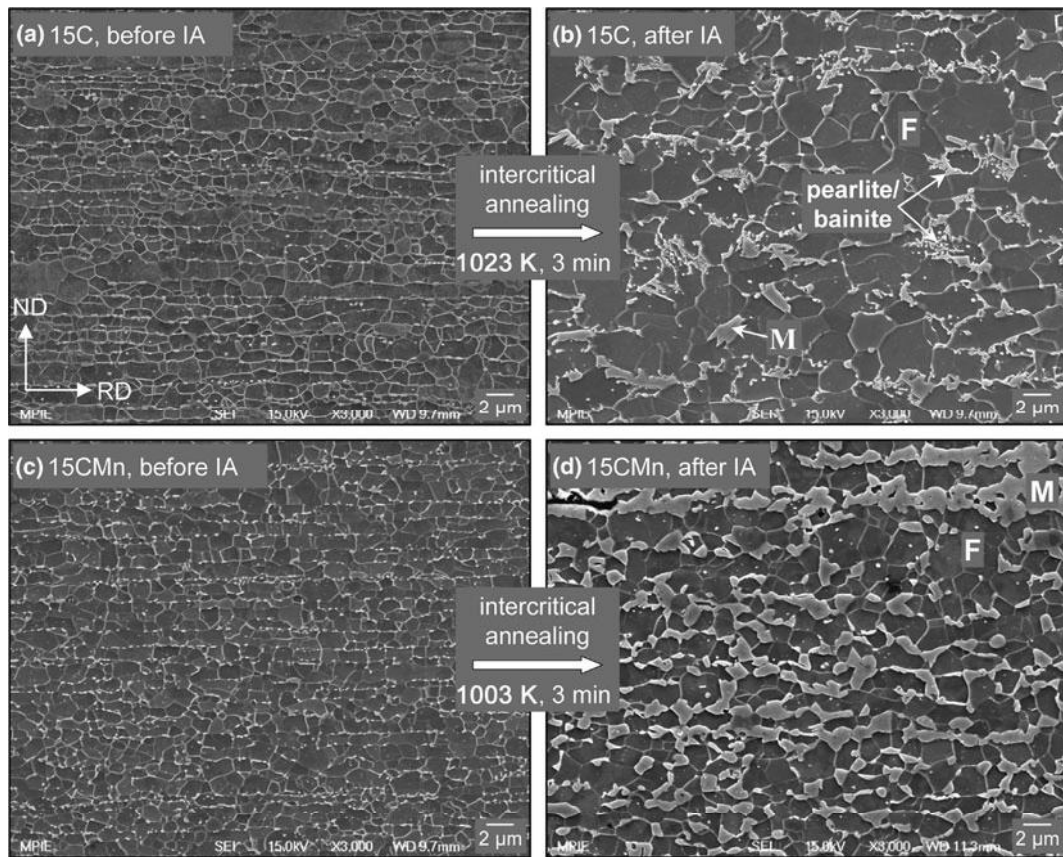 (a) 15C, before IA
ND
RD
MPIE SEI 15.0kV X3,000 WD 9.7mm 2 µm
intercritical
annealing
1023 K, 3 min
(b) 15C, after IA
F
pearlite/
bainite
M
MPIE SEI 15.0kV X3,000 WD 9.7mm 2 µm
(c) 15CMn, before IA
MPIE SEI 15.0kV X3,000 WD 9.7mm 2 µm
intercritical
annealing
1003 K, 3 min
(d) 15CMn, after IA
M
F
MPIE SEI 15.0kV X3,000 WD 11.3mm 2 µm